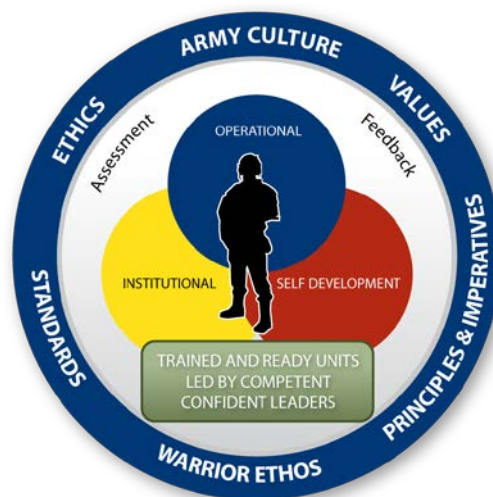 ARMY CULTURE
VALUES
PRINCIPLES & IMPERATIVES
WARRIOR ETHOS
STANDARDS
ETHICS
Assessment
Feedback
OPERATIONAL
INSTITUTIONAL
SELF DEVELOPMENT
TRAINED AND READY UNITS
LED BY COMPETENT
CONFIDENT LEADERS